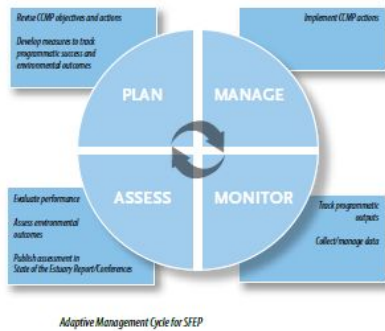 Revise CCMP objectives and actions
Develop measures to track
programmatic success and
environmental outcomes
Implement CCMP actions
PLAN
MANAGE
ASSESS
MONITOR
Evaluate performance
Assess environmental
outcomes
Publish assessment in
State of the Estuary Report/Conferences
Track programmatic
outputs
Collect/manage data
Adaptive Management Cycle for SFEP